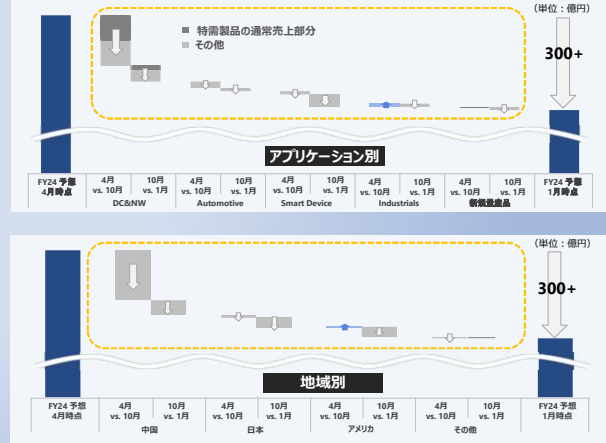 （単位：億円）
■ 特需製品の通常売上部分
■ その他
300+
アプリケーション別
FY24 予想 4月時点
4月 vs. 10月
10月 vs. 1月
4月 vs. 10月
10月 vs. 1月
4月 vs. 10月
10月 vs. 1月
4月 vs. 10月
10月 vs. 1月
4月 vs. 10月
10月 vs. 1月
FY24 予想 1月時点
DC&NW
Automotive
Smart Device
Industrials
新規量産品
（単位：億円）
300+
地域別
FY24 予想 4月時点
4月 vs. 10月
10月 vs. 1月
4月 vs. 10月
10月 vs. 1月
4月 vs. 10月
10月 vs. 1月
4月 vs. 10月
10月 vs. 1月
FY24 予想 1月時点
中国
日本
アメリカ
その他